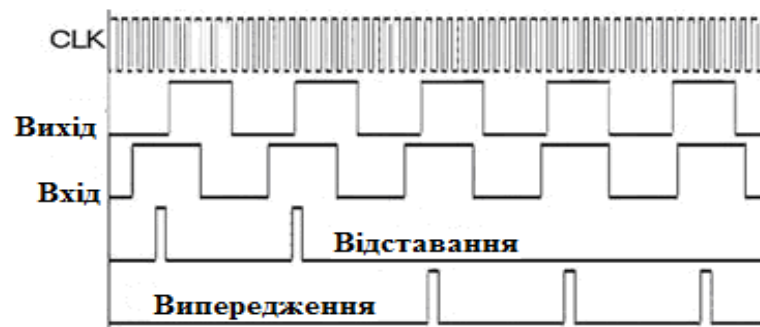 CLK
Вихід
Вхід
Відставання
Випередження